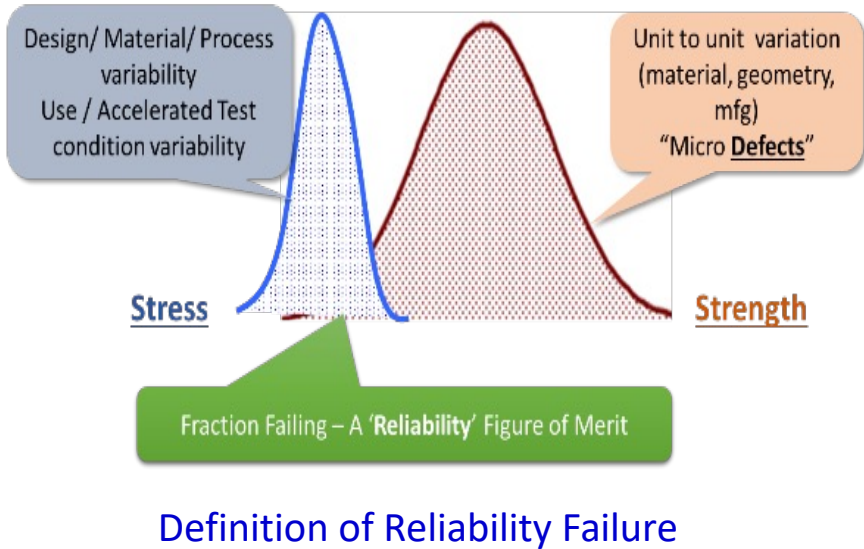 Design/ Material/ Process
variability
Use / Accelerated Test
condition variability
Unit to unit variation
(material, geometry,
mfg)
“Micro Defects”
Stress
Strength
Fraction Failing – A ‘Reliability’ Figure of Merit
Definition of Reliability Failure